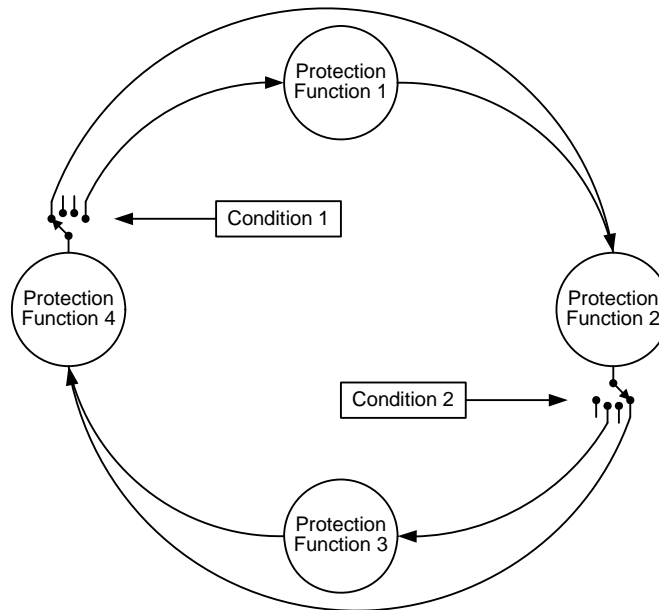 Protection
Function 1
Condition 1
Protection
Function 4
Protection
Function 2
Condition 2
Protection
Function 3